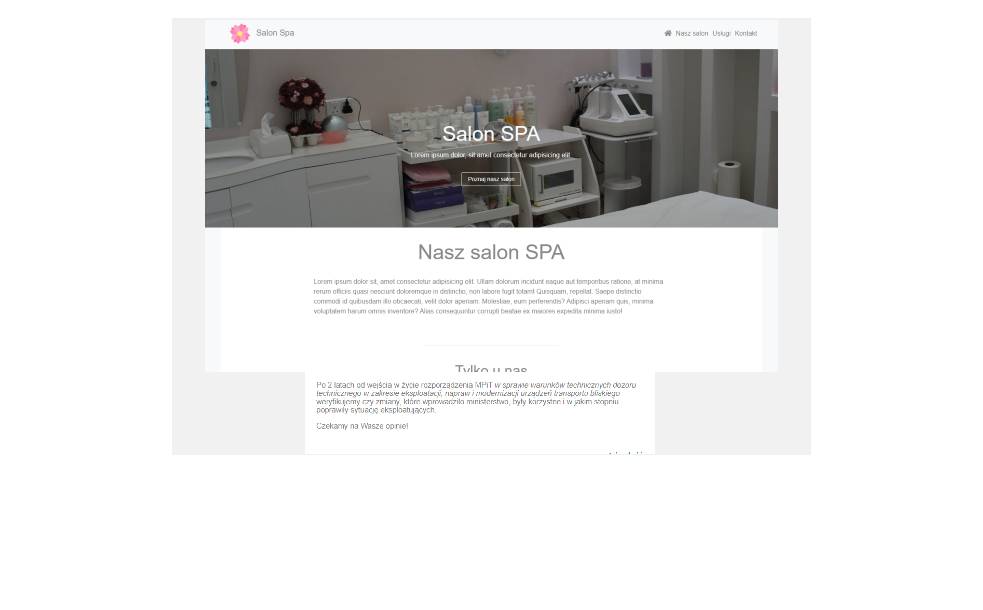 Salon Spa
Nasz salon Usługi Kontakt
Salon SPA
Lorem ipsum dolor, sit amet consectetur adipisicing elit.
Poznaj nasz salon
Nasz salon SPA
Lorem ipsum dolor sit, amet consectetur adipisicing elit. Ullam dolorum incidunt eaque aut temporibus ratione, at minima
rerum officiis quasi nesciunt doloremque in distinctio, non labore fugit totam! Quisquam, repellat. Saepe distinctio
commodi id quibusdam illo obcaecati, velit dolor aperiam. Molestiae, eum perferendis? Adipisci aperiam quis, minima
voluptatem harum omnis inventore? Alias consequuntur corrupti beatae ex maiores expedita minima iusto!
Tylko u nas
Po 2 latach od wejścia w życie rozporządzenia MPiT w sprawie warunków technicznych dozoru
technicznego w zakresie eksploatacji, napraw i modernizacji urządzeń transportu bliskiego
weryfikujemy czy zmiany, które wprowadziło ministerstwo, były korzystne i w jakim stopniu
poprawiły sytuację eksploatujących.
Czekamy na Wasze opinie!